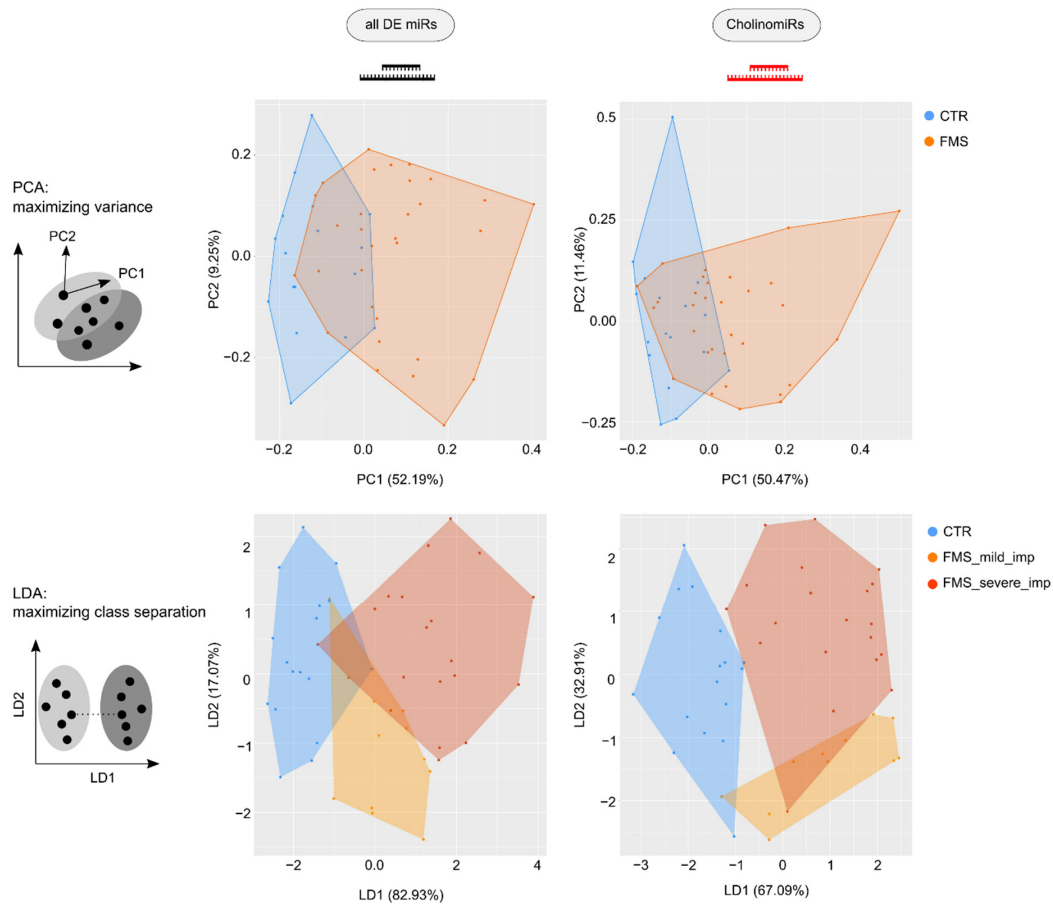 all DE miRs
CholinomiRs
PCA:
maximizing variance
PC2
PC1
0.2
0.0
−0.2
PC2 (9.25%)
−0.2
0.0
0.2
0.4
PC1 (52.19%)
0.5
0.25
0.00
−0.25
PC2 (11.46%)
−0.2
0.0
0.2
0.4
PC1 (50.47%)
CTR
FMS
LDA:
maximizing class separation
LD2
LD1
2
1
0
−1
−2
LD2 (17.07%)
−2
0.0
2
4
LD1 (82.93%)
2
1
0
−1
−2
LD2 (32.91%)
−3
−2
−1
0
1
2
LD1 (67.09%)
CTR
FMS_mild_imp
FMS_severe_imp